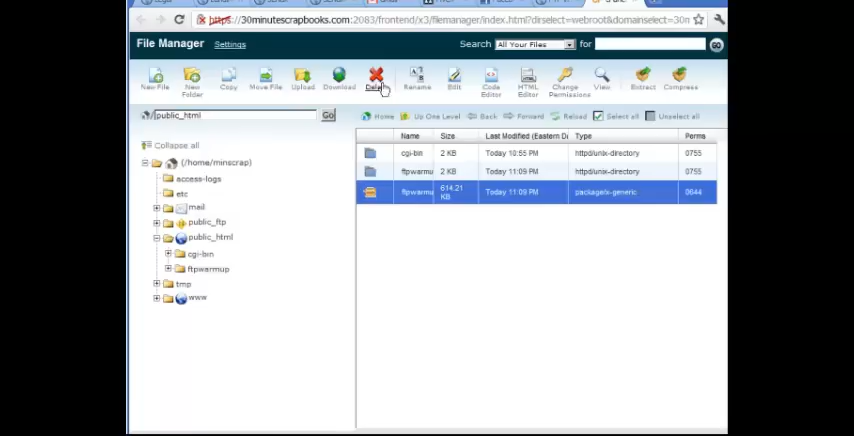 https://30minutescrapbooks.com:2083/frontend/x3/filemanager/index.html?dirselect=webroot&domainselect=30m
File Manager Settings Search All Your Files for GO
New File New Folder Copy Move File Upload Download Rename Edit Code Editor HTML Editor Change Permissions View Extract Compress
/public_html Go Home Up One Level Back Forward Reload Select all Unselect all
Name Size Last Modified (Eastern Da Type Perms
Collapse all
cgi-bin 2 KB Today 10:55 PM httpd/unix-directory 0755
(/home/minscrap)
ftpwarmu 2 KB Today 11:09 PM httpd/unix-directory 0755
access-logs
ftpwarmu 614.21 KB Today 11:09 PM package/x-generic 0644
etc
mail
public_ftp
public_html
cgi-bin
ftpwarmup
tmp
www